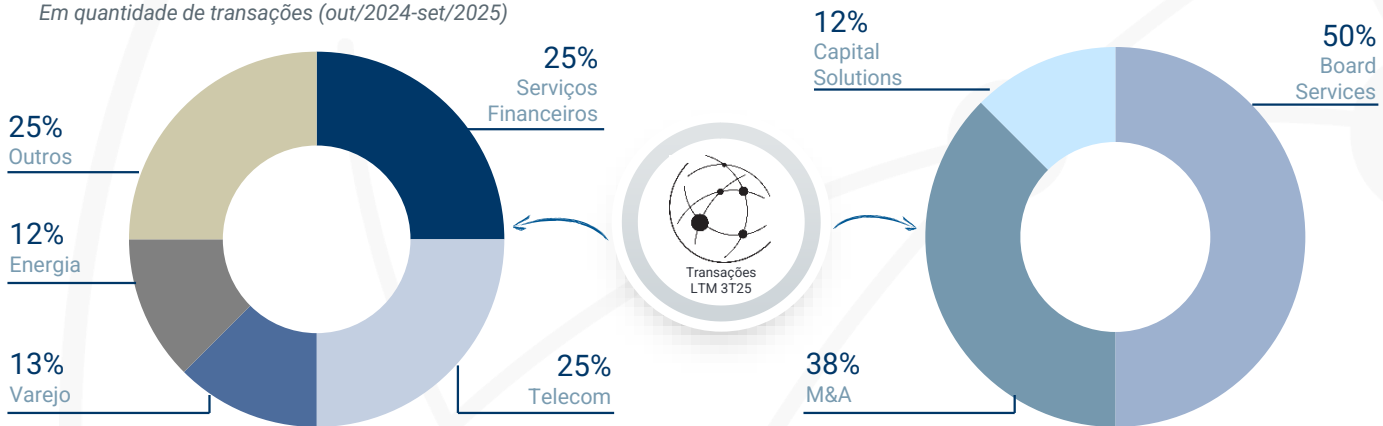 Em quantidade de transações (out/2024-set/2025)
25%
Serviços
Financeiros
25%
Outros
12%
Energia
13%
Varejo
25%
Telecom
Transações
LTM 3T25
12%
Capital
Solutions
50%
Board
Services
38%
M&A